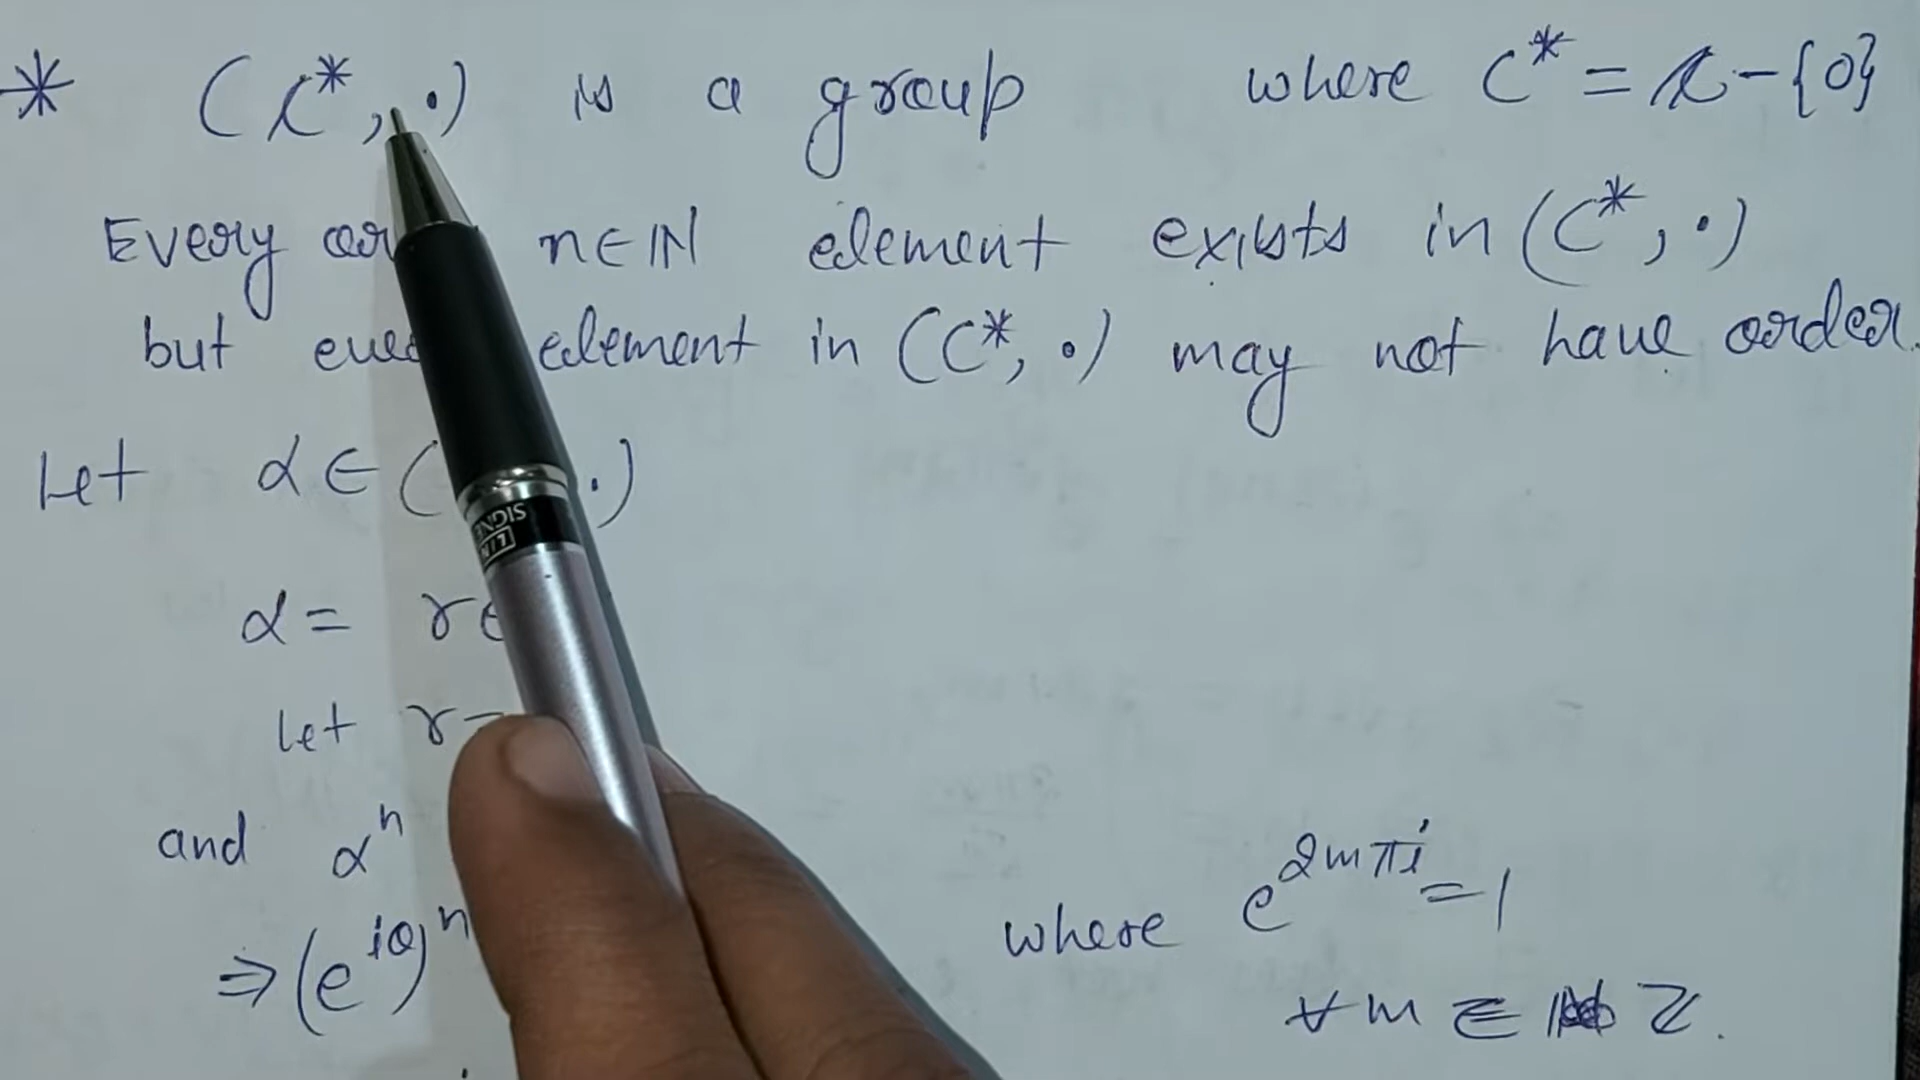 * (C*, ·) is a group where C* = C - {0}
Every n∈ℕ element exists in (C*, ·)
but element in (C*, ·) may not have order.
Let α ∈ ( ·)
α = r
Let r
and αⁿ
where e^{2mπi} = 1
⇒ (e^{iθ})ⁿ
∀ m ∈ Z.